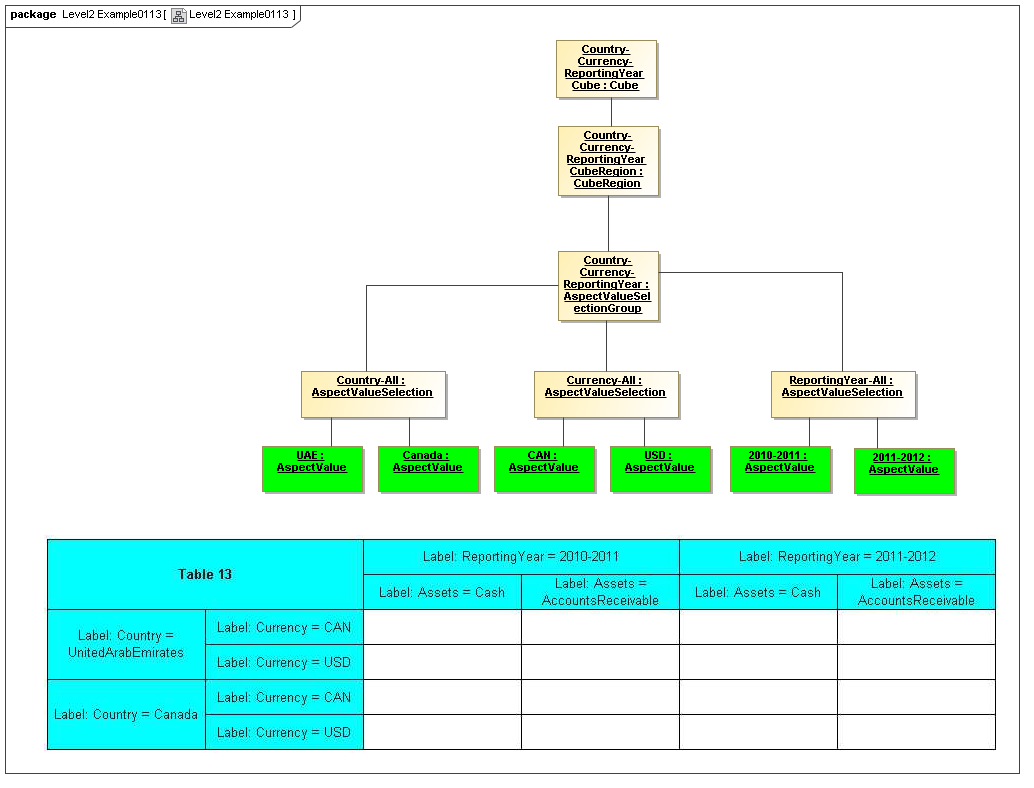 package Level2 Example0113 [ Level2 Example0113 ]
Country-
Currency-
ReportingYear
Cube : Cube
Country-
Currency-
ReportingYear
CubeRegion :
CubeRegion
Country-
Currency-
ReportingYear :
AspectValueSel
ectionGroup
Country-All :
AspectValueSelection
Currency-All :
AspectValueSelection
ReportingYear-All :
AspectValueSelection
UAE :
AspectValue
Canada :
AspectValue
CAN :
AspectValue
USD :
AspectValue
2010-2011 :
AspectValue
2011-2012 :
AspectValue
Table 13
Label: ReportingYear = 2010-2011
Label: ReportingYear = 2011-2012
Label: Assets = Cash
Label: Assets =
AccountsReceivable
Label: Assets = Cash
Label: Assets =
AccountsReceivable
Label: Country =
UnitedArabEmirates
Label: Currency = CAN
Label: Currency = USD
Label: Country = Canada
Label: Currency = CAN
Label: Currency = USD